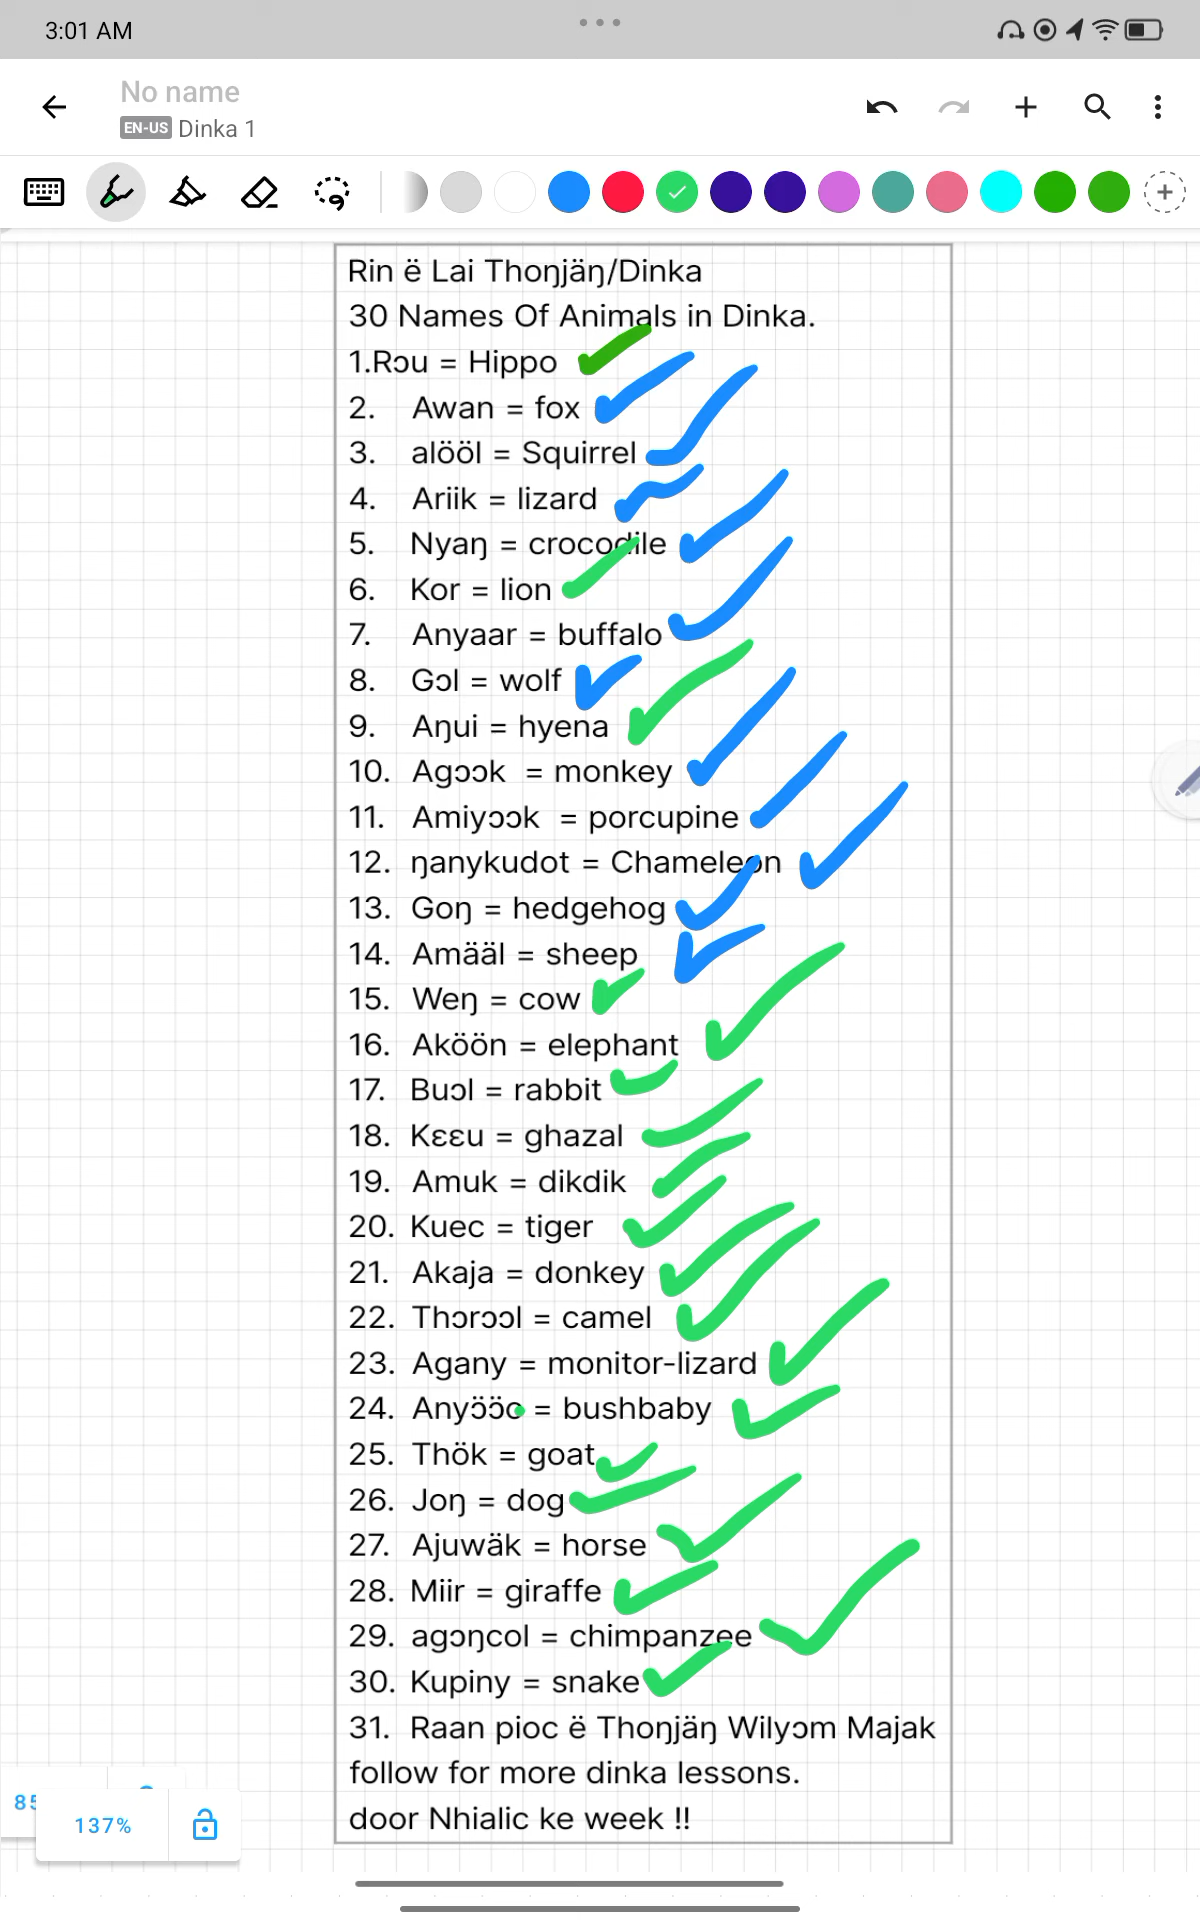 3:01 AM
No name
EN-US Dinka 1
Rin ë Lai Thoŋjäŋ/Dinka
30 Names Of Animals in Dinka.
1.Rɔu = Hippo
2. Awan = fox
3. alööl = Squirrel
4. Ariik = lizard
5. Nyaŋ = crocodile
6. Kor = lion
7. Anyaar = buffalo
8. Gɔl = wolf
9. Aŋui = hyena
10. Agɔɔk = monkey
11. Amiyɔɔk = porcupine
12. ŋanykudot = Chameleon
13. Goŋ = hedgehog
14. Amääl = sheep
15. Weŋ = cow
16. Aköön = elephant
17. Buɔl = rabbit
18. Kɛɛu = ghazal
19. Amuk = dikdik
20. Kuec = tiger
21. Akaja = donkey
22. Thɔrɔɔl = camel
23. Agany = monitor-lizard
24. = bushbaby
25. Thök = goat
26. Joŋ = dog
27. Ajuwäk = horse
28. Miir = giraffe
29. agɔŋcol = chimpanzee
30. Kupiny = snake
31. Raan pioc ë Thoŋjäŋ Wilyɔm Majak
follow for more dinka lessons.
door Nhialic ke week !!
85
137%